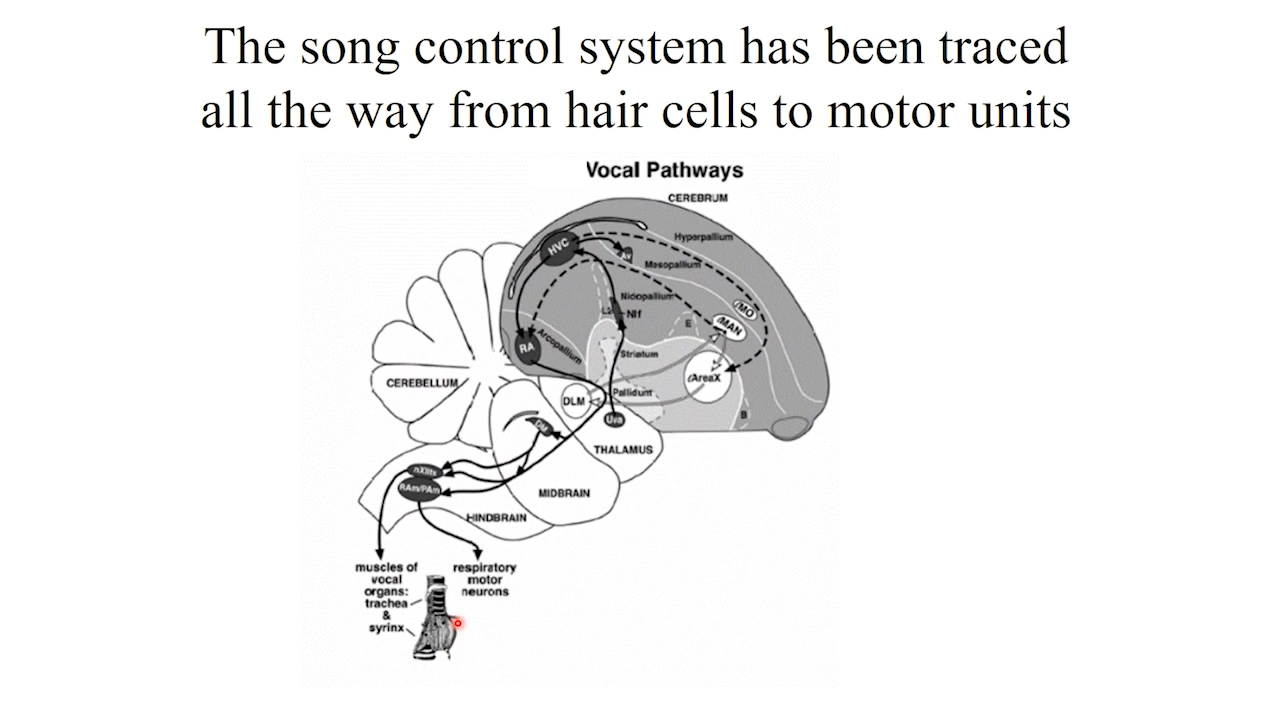 The song control system has been traced
all the way from hair cells to motor units
Vocal Pathways
CEREBRUM
Hyperpallium
HVC
Av
Mesopallium
Nidopallium
L2
NIf
MO
MAN
E
RA
Arcopallium
Striatum
AreaX
CEREBELLUM
DLM
Pallidum
Uva
B
DM
THALAMUS
nXIIts
RAm/PAm
MIDBRAIN
HINDBRAIN
muscles of
vocal
organs:
trachea
&
syrinx
respiratory
motor
neurons